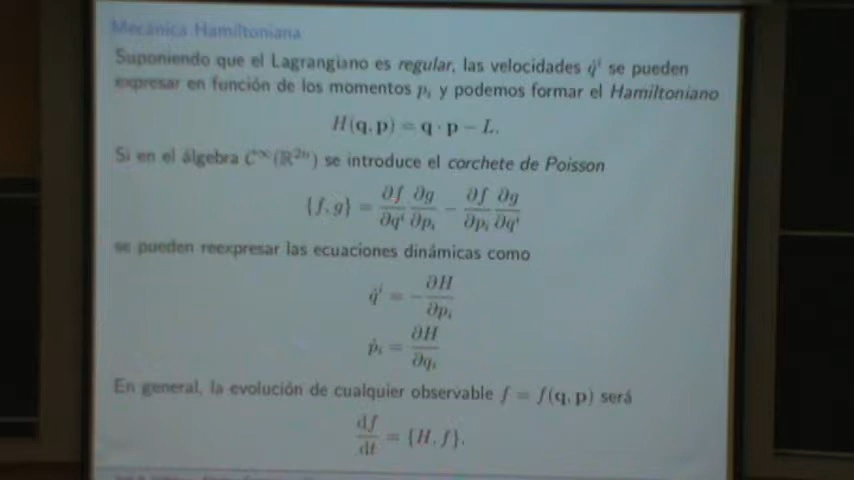 Mecánica Hamiltoniana
Suponiendo que el Lagrangiano es regular, las velocidades q̇ⁱ se pueden
expresar en función de los momentos pᵢ y podemos formar el Hamiltoniano
H(q, p) = q · p − L.
Si en el álgebra C^∞(ℝ²ⁿ) se introduce el corchete de Poisson
{f, g} = ∂f/∂qⁱ ∂g/∂pᵢ − ∂f/∂pᵢ ∂g/∂qⁱ
se pueden reexpresar las ecuaciones dinámicas como
q̇ⁱ = −∂H/∂pᵢ
ṗᵢ = ∂H/∂qᵢ
En general, la evolución de cualquier observable f = f(q, p) será
df/dt = {H, f}.